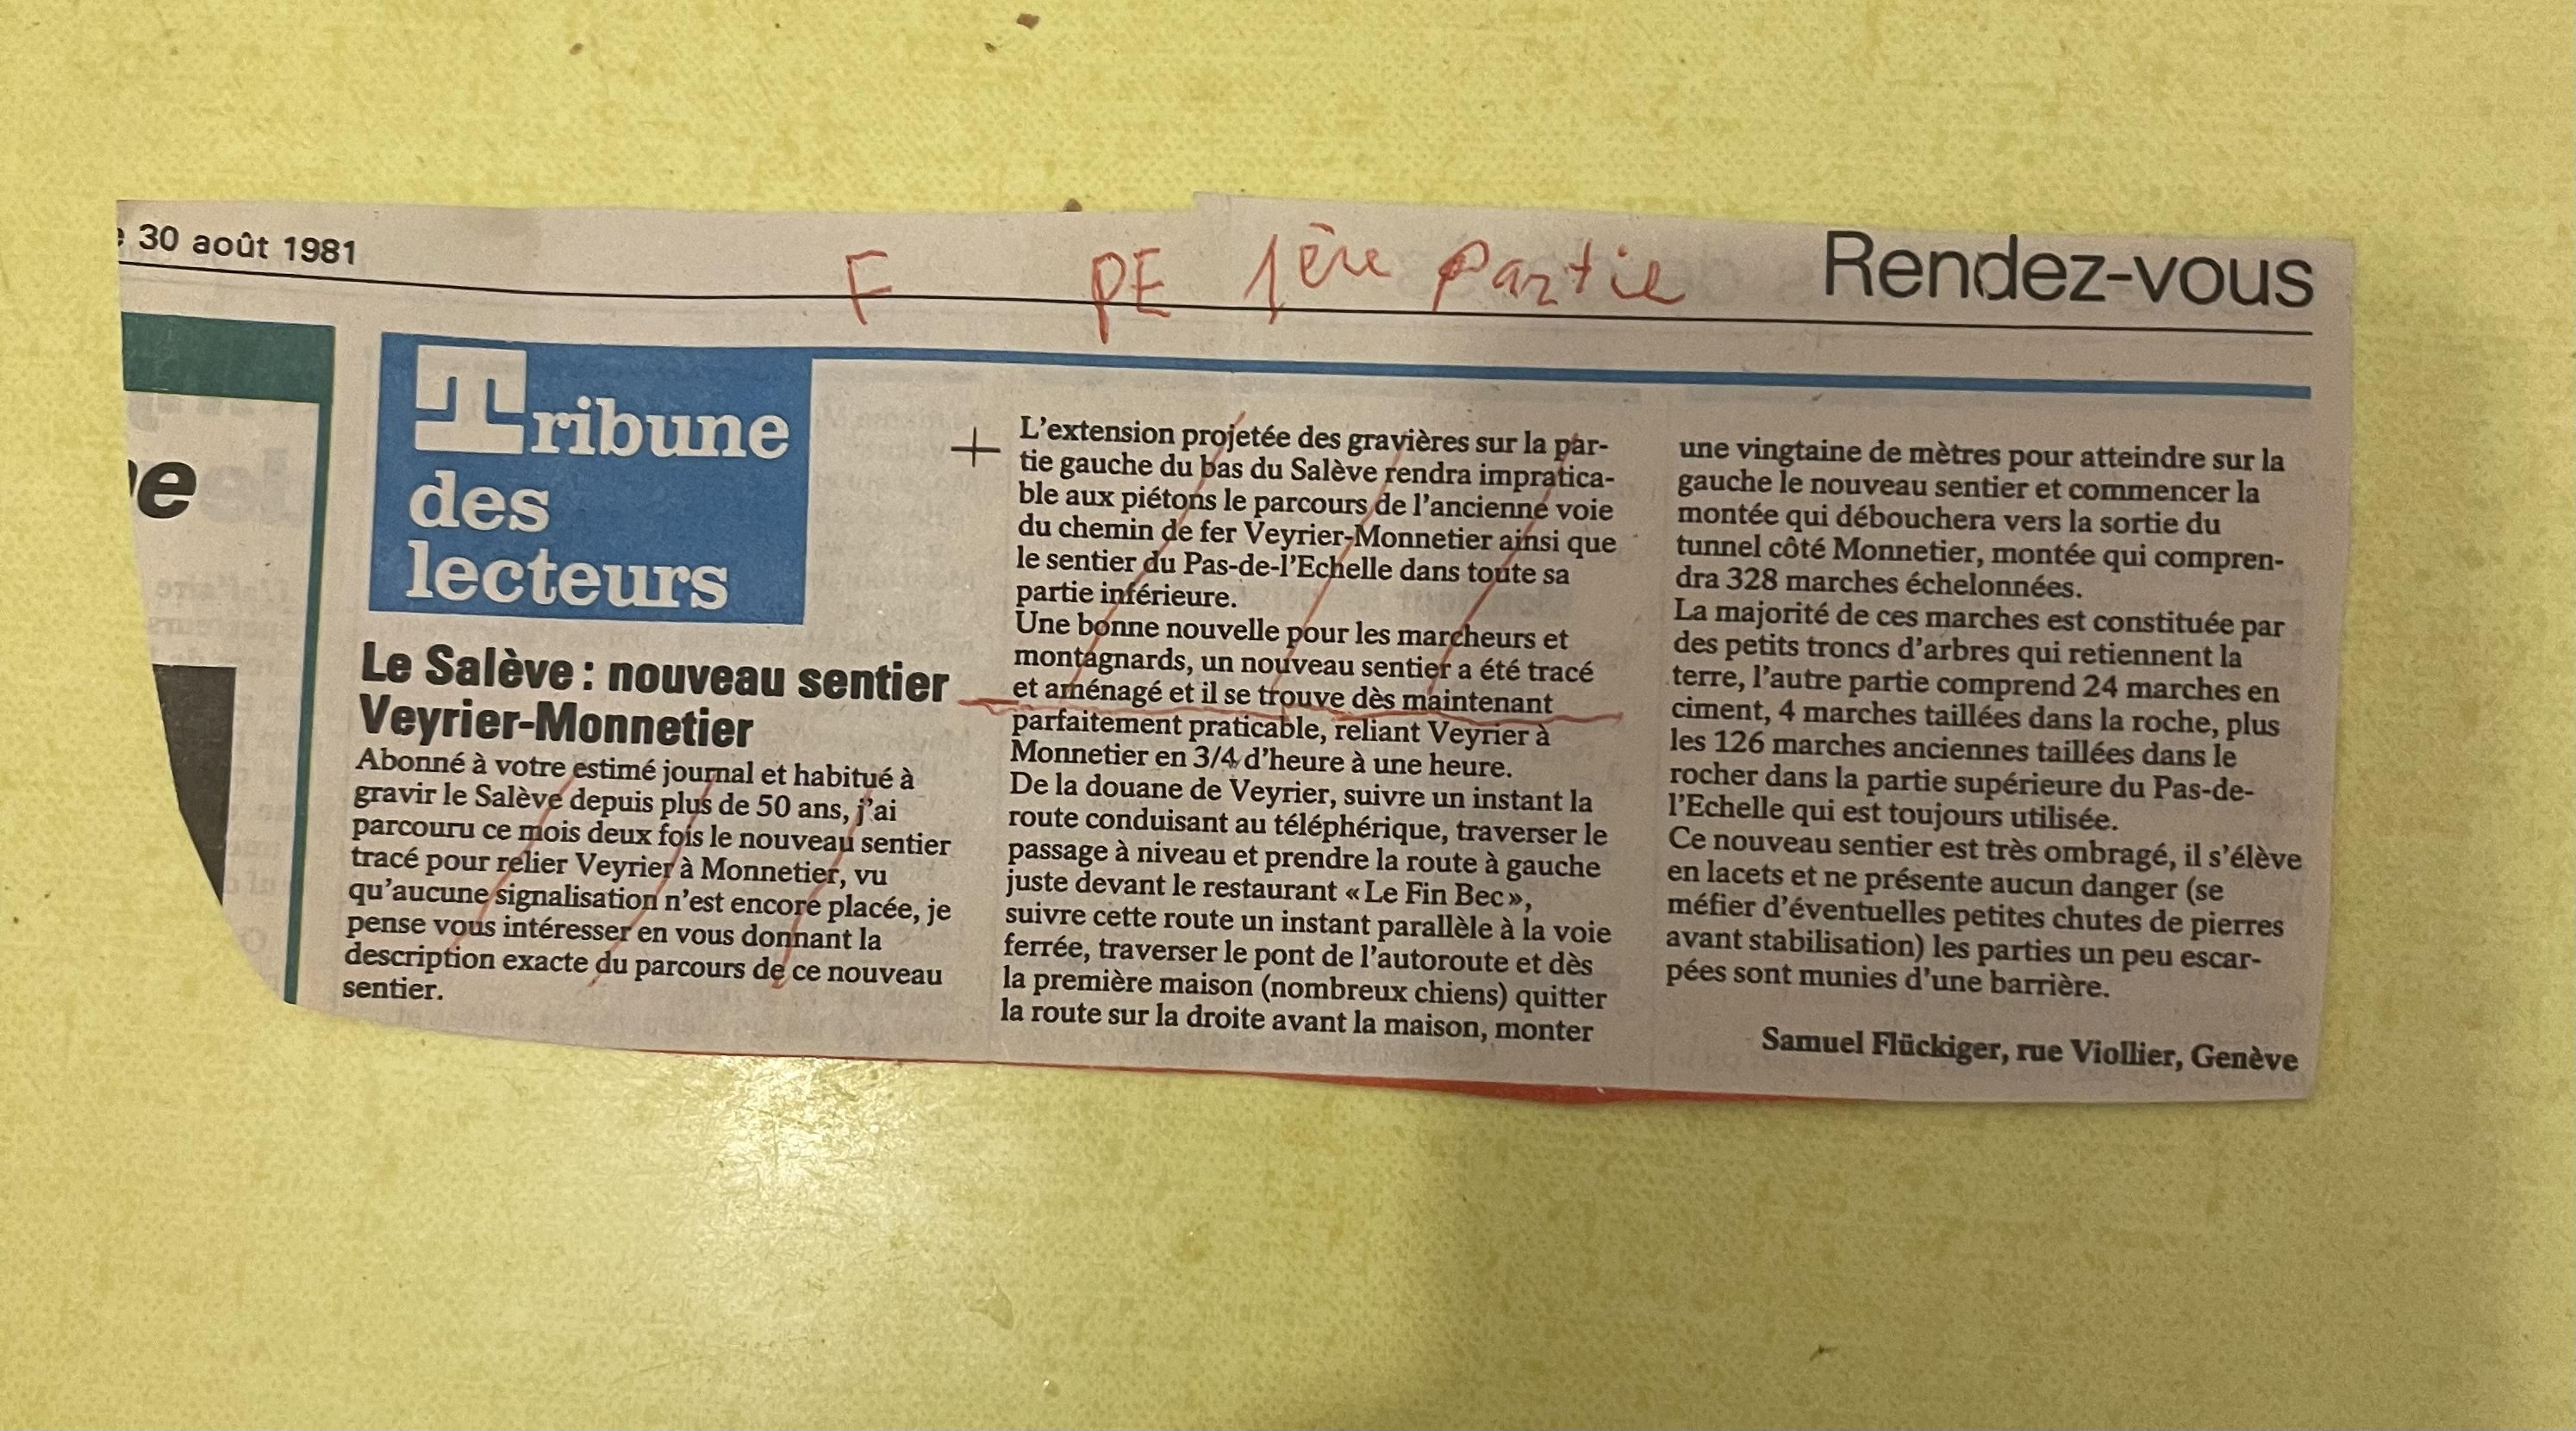 30 août 1981
F PE 1ère partie
Rendez-vous
Tribune
des
lecteurs
Le Salève : nouveau sentier
Veyrier-Monnetier
Abonné à votre estimé journal et habitué à
gravir le Salève depuis plus de 50 ans, j'ai
parcouru ce mois deux fois le nouveau sentier
tracé pour relier Veyrier à Monnetier, vu
qu'aucune signalisation n'est encore placée, je
pense vous intéresser en vous donnant la
description exacte du parcours de ce nouveau
sentier.
+
L'extension projetée des gravières sur la par-
tie gauche du bas du Salève rendra impratica-
ble aux piétons le parcours de l'ancienne voie
du chemin de fer Veyrier-Monnetier ainsi que
le sentier du Pas-de-l'Echelle dans toute sa
partie inférieure.
Une bonne nouvelle pour les marcheurs et
montagnards, un nouveau sentier a été tracé
et aménagé et il se trouve dès maintenant
parfaitement praticable, reliant Veyrier à
Monnetier en 3/4 d'heure à une heure.
De la douane de Veyrier, suivre un instant la
route conduisant au téléphérique, traverser le
passage à niveau et prendre la route à gauche
juste devant le restaurant « Le Fin Bec »,
suivre cette route un instant parallèle à la voie
ferrée, traverser le pont de l'autoroute et dès
la première maison (nombreux chiens) quitter
la route sur la droite avant la maison, monter
une vingtaine de mètres pour atteindre sur la
gauche le nouveau sentier et commencer la
montée qui débouchera vers la sortie du
tunnel côté Monnetier, montée qui compren-
dra 328 marches échelonnées.
La majorité de ces marches est constituée par
des petits troncs d'arbres qui retiennent la
terre, l'autre partie comprend 24 marches en
ciment, 4 marches taillées dans la roche, plus
les 126 marches anciennes taillées dans le
rocher dans la partie supérieure du Pas-de-
l'Echelle qui est toujours utilisée.
Ce nouveau sentier est très ombragé, il s'élève
en lacets et ne présente aucun danger (se
méfier d'éventuelles petites chutes de pierres
avant stabilisation) les parties un peu escar-
pées sont munies d'une barrière.
Samuel Flückiger, rue Viollier, Genève